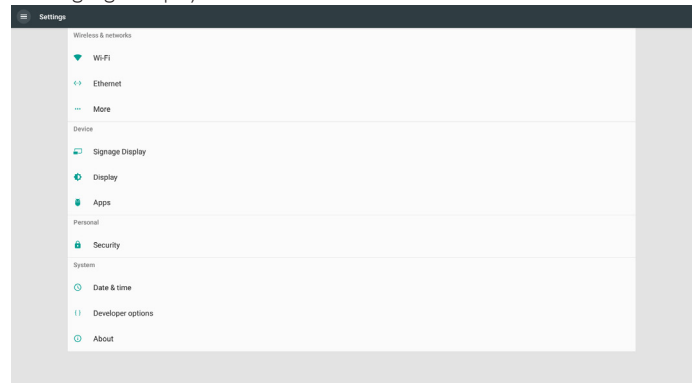 Settings
Wireless & networks
Wi-Fi
Ethernet
More
Device
Signage Display
Display
Apps
Personal
Security
System
Date & time
Developer options
About